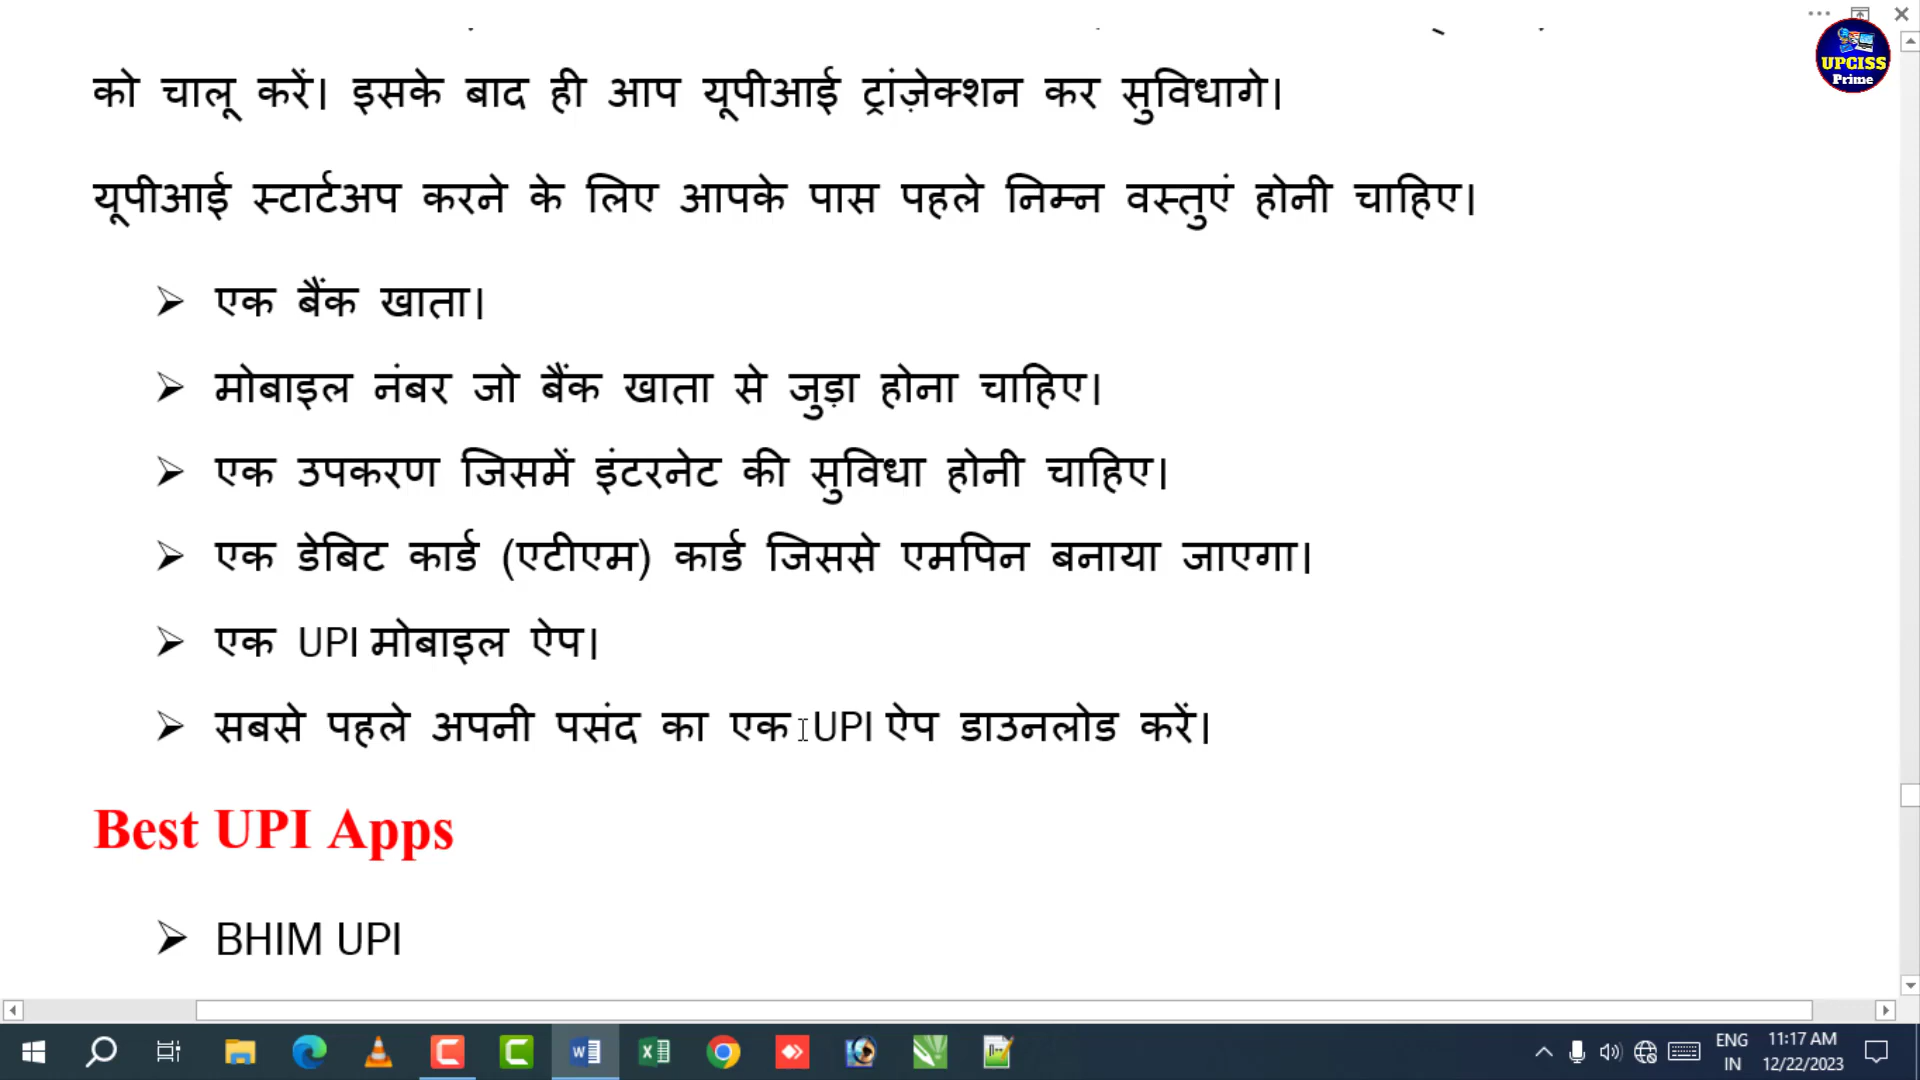 UPCISS
Prime
को चालू करें। इसके बाद ही आप यूपीआई ट्रांज़ेक्शन कर सुविधागे।
यूपीआई स्टार्टअप करने के लिए आपके पास पहले निम्न वस्तुएं होनी चाहिए।
➢ एक बैंक खाता।
➢ मोबाइल नंबर जो बैंक खाता से जुड़ा होना चाहिए।
➢ एक उपकरण जिसमें इंटरनेट की सुविधा होनी चाहिए।
➢ एक डेबिट कार्ड (एटीएम) कार्ड जिससे एमपिन बनाया जाएगा।
➢ एक UPI मोबाइल ऐप।
➢ सबसे पहले अपनी पसंद का एक UPI ऐप डाउनलोड करें।
Best UPI Apps
➢ BHIM UPI
ENG 11:17 AM
IN 12/22/2023